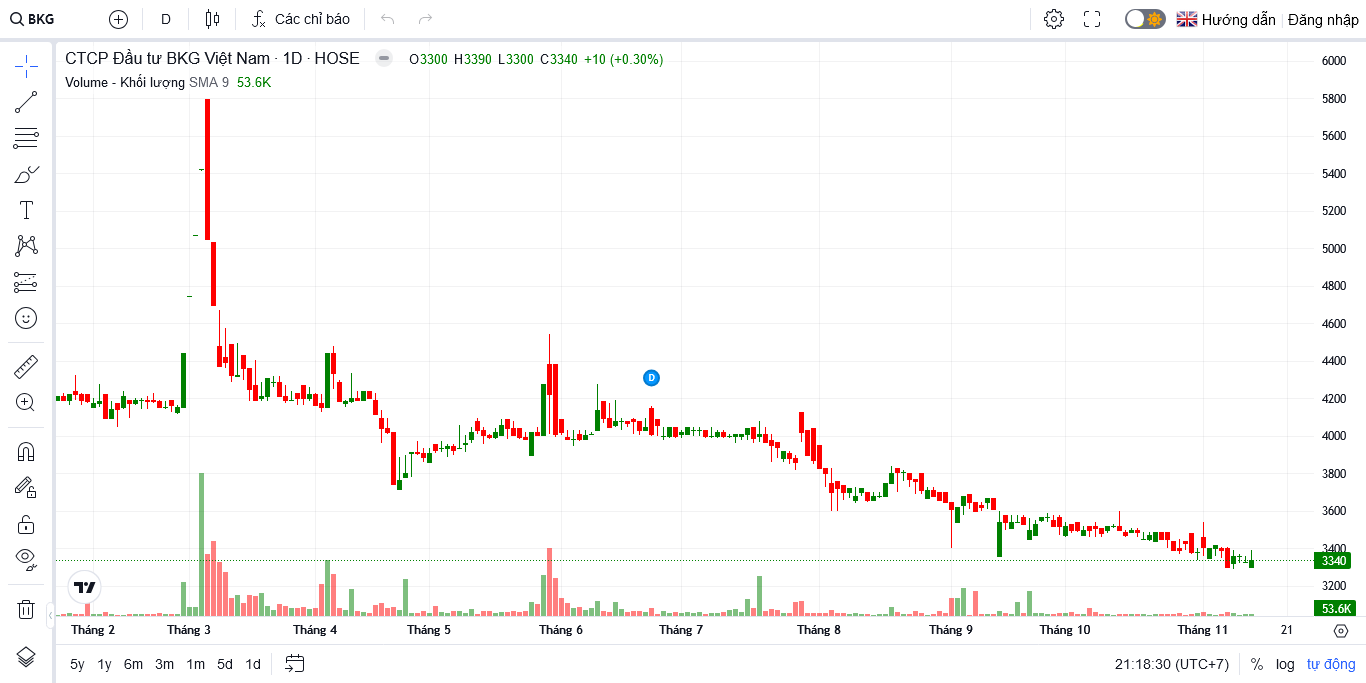 BKG D Các chỉ báo Hướng dẫn Đăng nhập
CTCP Đầu tư BKG Việt Nam · 1D · HOSE O3300 H3390 L3300 C3340 +10 (+0.30%)
Volume - Khối lượng SMA 9 53.6K
6000
5800
5600
5400
5200
5000
4800
4600
4400
D
4200
4000
3800
3600
3400
3340
3200
53.6K
Tháng 2 Tháng 3 Tháng 4 Tháng 5 Tháng 6 Tháng 7 Tháng 8 Tháng 9 Tháng 10 Tháng 11 21
5y 1y 6m 3m 1m 5d 1d 21:18:30 (UTC+7) % log tự động